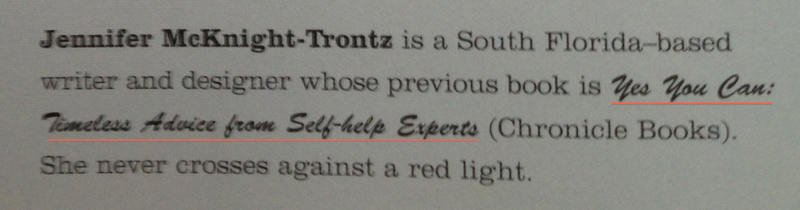 Jennifer McKnight-Trontz is a South Florida–based
writer and designer whose previous book is Yes You Can:
Timeless Advice from Self-help Experts (Chronicle Books).
She never crosses against a red light.